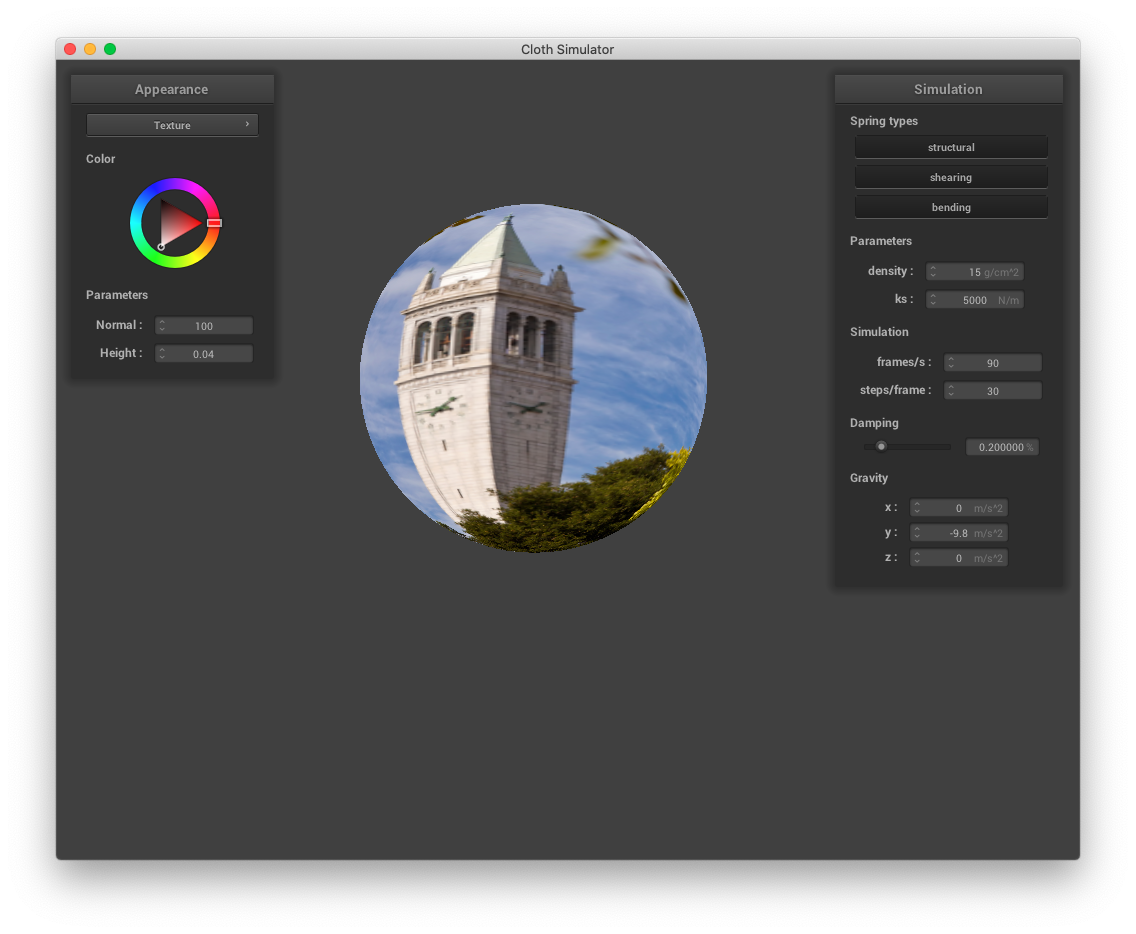 Cloth Simulator
Appearance
Texture ›
Color
Parameters
Normal : 100
Height : 0.04
Simulation
Spring types
structural
shearing
bending
Parameters
density : 15 g/cm^2
ks : 5000 N/m
Simulation
frames/s : 90
steps/frame : 30
Damping
0.200000 %
Gravity
x : 0 m/s^2
y : -9.8 m/s^2
z : 0 m/s^2